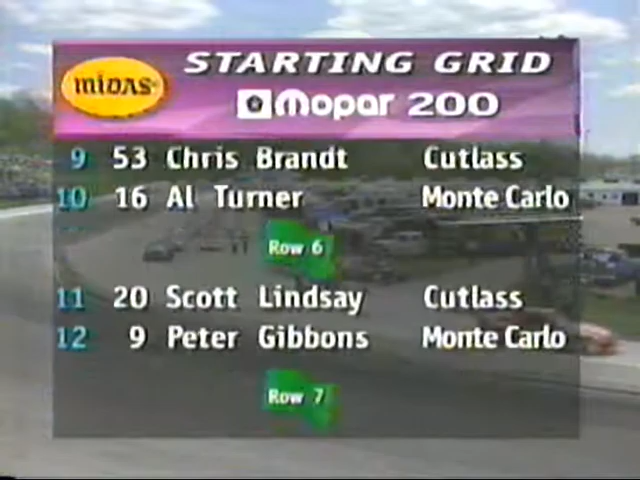 MIDAS
STARTING GRID
Mopar 200
9 53 Chris Brandt Cutlass
10 16 Al Turner Monte Carlo
Row 6
11 20 Scott Lindsay Cutlass
12 9 Peter Gibbons Monte Carlo
Row 7